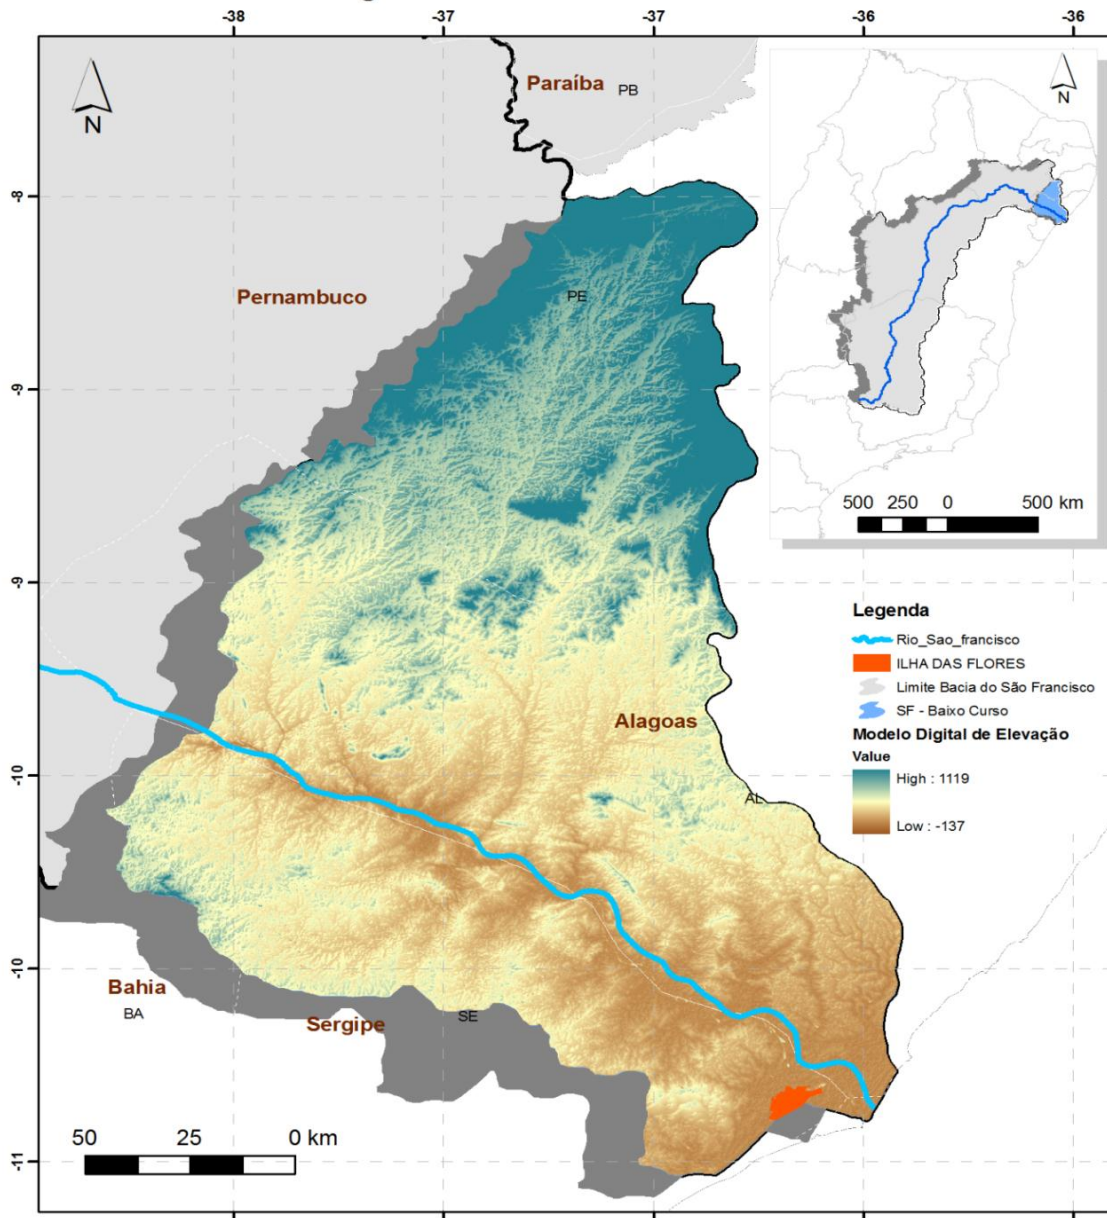 -38 -37 -37 -36 -36
Paraíba PB
N
N
Pernambuco
PE
-8
-9
-9
-10
-10
-11
500 250 0 500 km
Legenda
Rio_Sao_francisco
ILHA DAS FLORES
Limite Bacia do São Francisco
SF - Baixo Curso
Modelo Digital de Elevação
Value
High : 1119
Low : -137
Alagoas
AL
Bahia
BA
Sergipe
SE
50 25 0 km